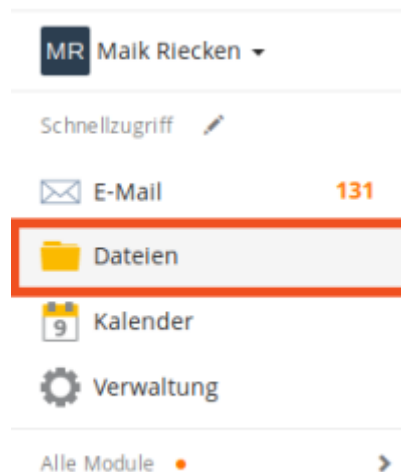 MR Maik Riecken
Schnellzugriff
E-Mail 131
Dateien
9 Kalender
Verwaltung
Alle Module